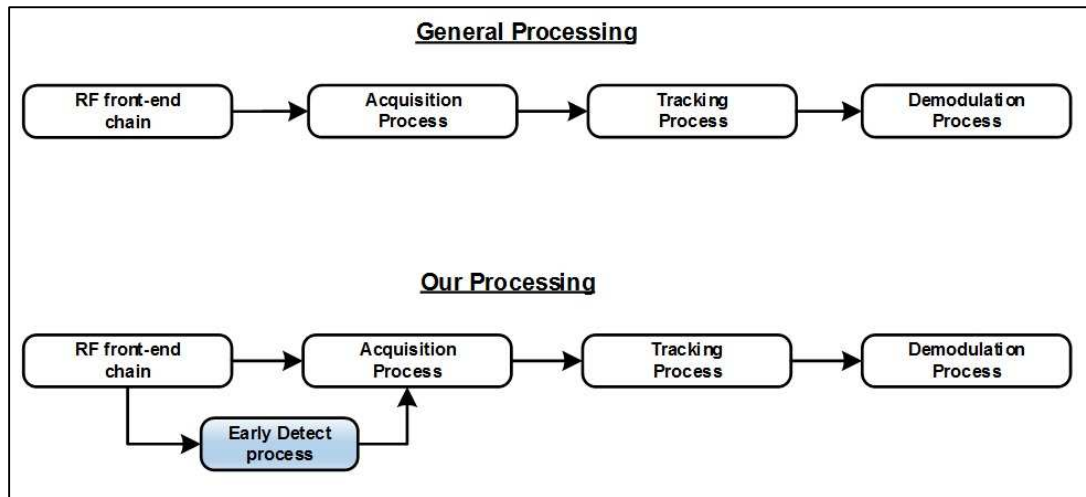 General Processing
RF front-end
chain
Acquisition
Process
Tracking
Process
Demodulation
Process
Our Processing
RF front-end
chain
Acquisition
Process
Tracking
Process
Demodulation
Process
Early Detect
process